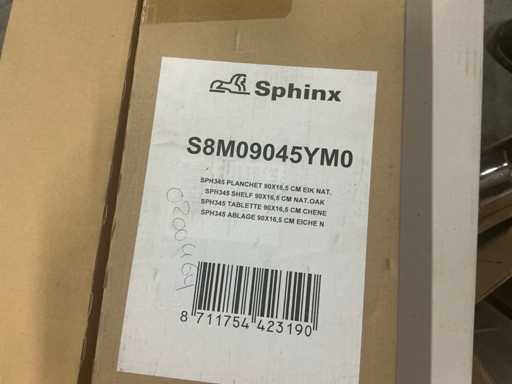 Sphinx
S8M09045YM0
SPH345 PLANCHET 90X16,5 CM EIK NAT.
SPH345 SHELF 90X16,5 CM NAT.OAK
SPH345 TABLETTE 90X16,5 CM CHENE
SPH345 ABLAGE 90X16,5 CM EICHE N
8 711754 423190